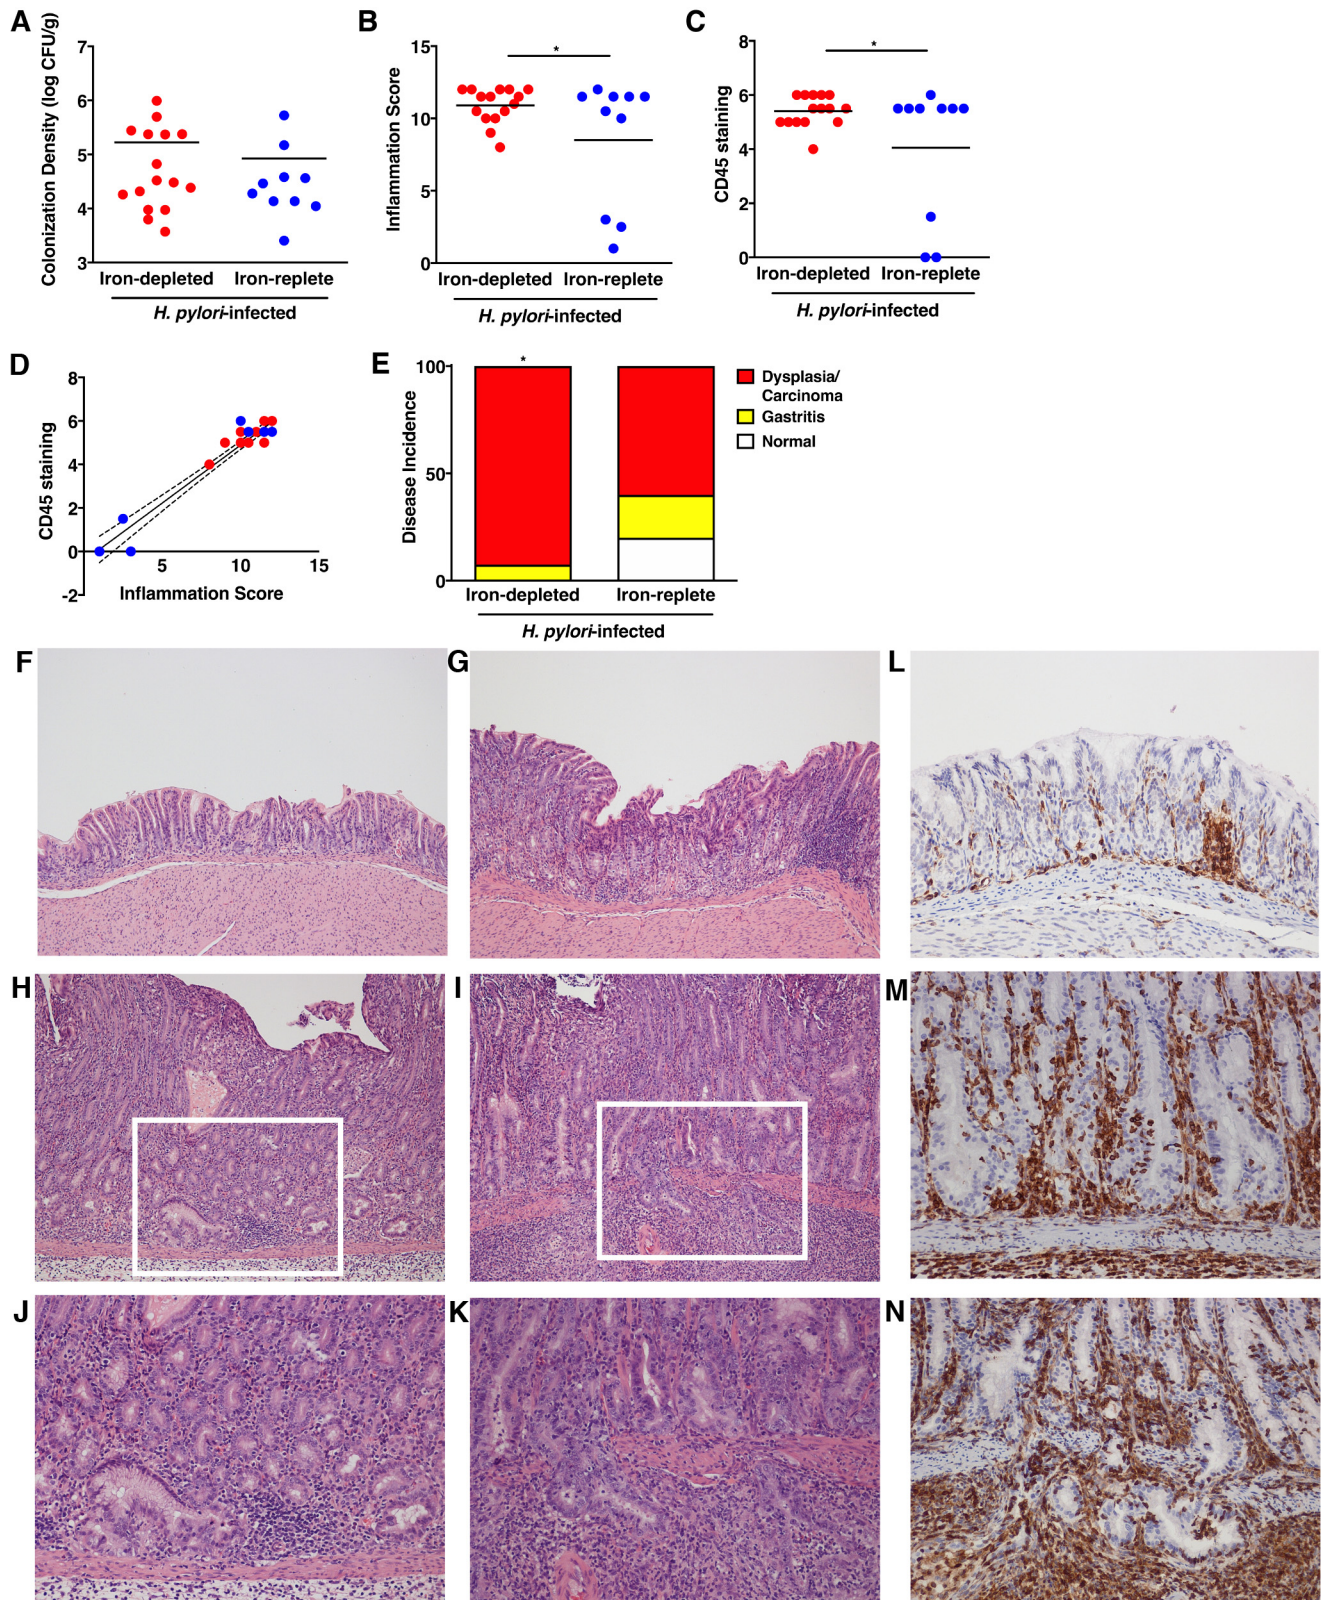 A
Colonization Density (log CFU/g)
7
6
5
4
3
Iron-depleted
Iron-replete
H. pylori-infected
B
*
Inflammation Score
15
10
5
0
Iron-depleted
Iron-replete
H. pylori-infected
C
*
CD45 staining
8
6
4
2
0
Iron-depleted
Iron-replete
H. pylori-infected
D
CD45 staining
8
6
4
2
0
-2
5
10
15
Inflammation Score
E
*
Disease Incidence
100
50
0
Iron-depleted
Iron-replete
H. pylori-infected
Dysplasia/
Carcinoma
Gastritis
Normal
F
G
L
H
I
M
J
K
N